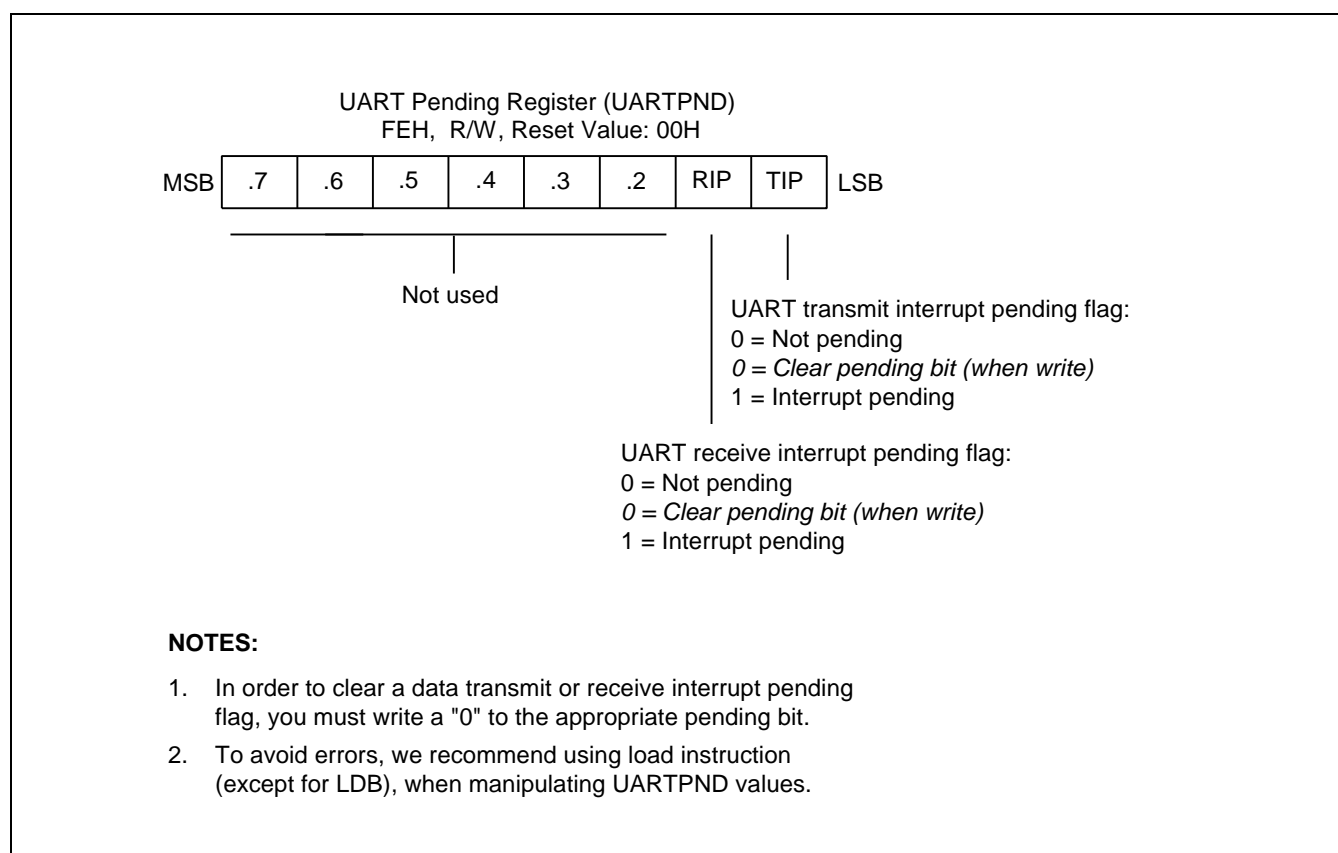 UART Pending Register (UARTPND)
FEH, R/W, Reset Value: 00H
MSB .7 .6 .5 .4 .3 .2 RIP TIP LSB
Not used
UART transmit interrupt pending flag:
0 = Not pending
0 = Clear pending bit (when write)
1 = Interrupt pending
UART receive interrupt pending flag:
0 = Not pending
0 = Clear pending bit (when write)
1 = Interrupt pending
NOTES:
1. In order to clear a data transmit or receive interrupt pending
flag, you must write a "0" to the appropriate pending bit.
2. To avoid errors, we recommend using load instruction
(except for LDB), when manipulating UARTPND values.